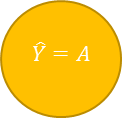 Ŷ = A